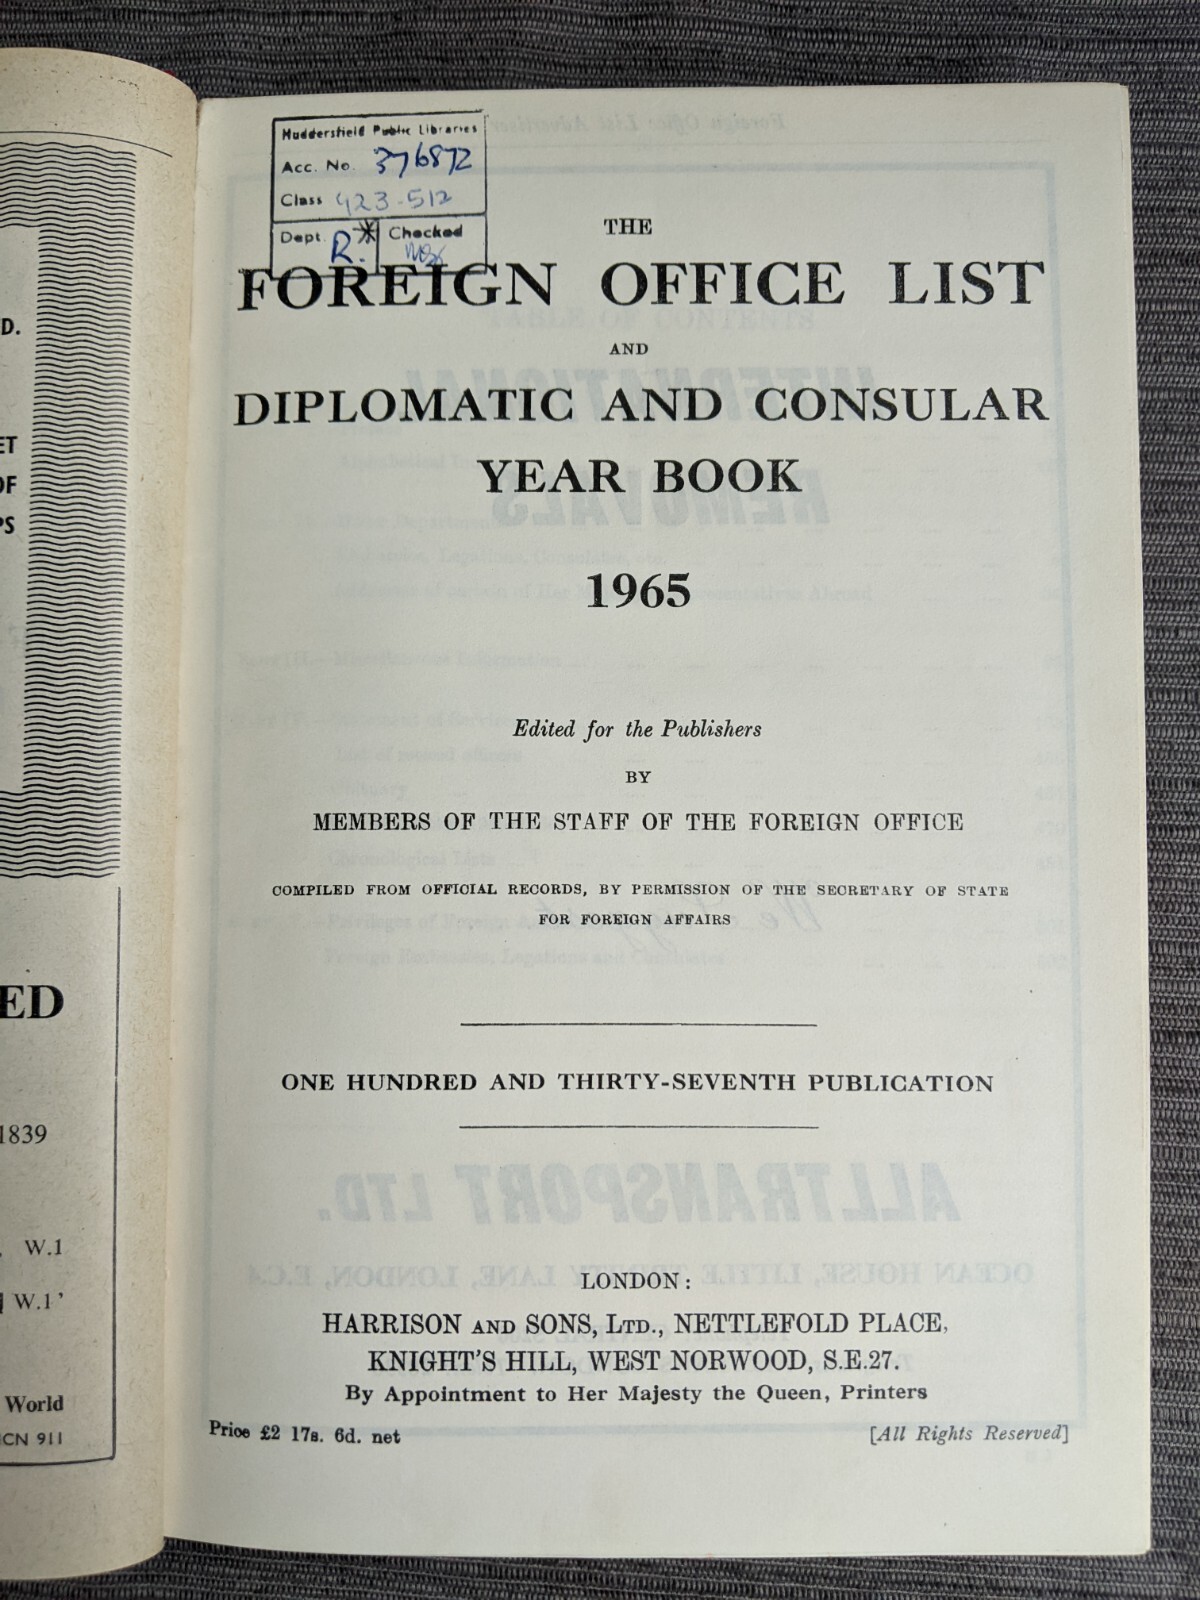 D.
ET
OF
PS
ED
1839
W.1
W.1'
World
CN 911
Huddersfield Public Libraries
Acc. No. 376872
Class 423.512
Dept. R.* Checked
THE
FOREIGN OFFICE LIST
AND
DIPLOMATIC AND CONSULAR
YEAR BOOK
1965
Edited for the Publishers
BY
MEMBERS OF THE STAFF OF THE FOREIGN OFFICE
COMPILED FROM OFFICIAL RECORDS, BY PERMISSION OF THE SECRETARY OF STATE
FOR FOREIGN AFFAIRS
ONE HUNDRED AND THIRTY-SEVENTH PUBLICATION
LONDON:
HARRISON AND SONS, LTD., NETTLEFOLD PLACE,
KNIGHT'S HILL, WEST NORWOOD, S.E.27.
By Appointment to Her Majesty the Queen, Printers
Price £2 17s. 6d. net [All Rights Reserved]